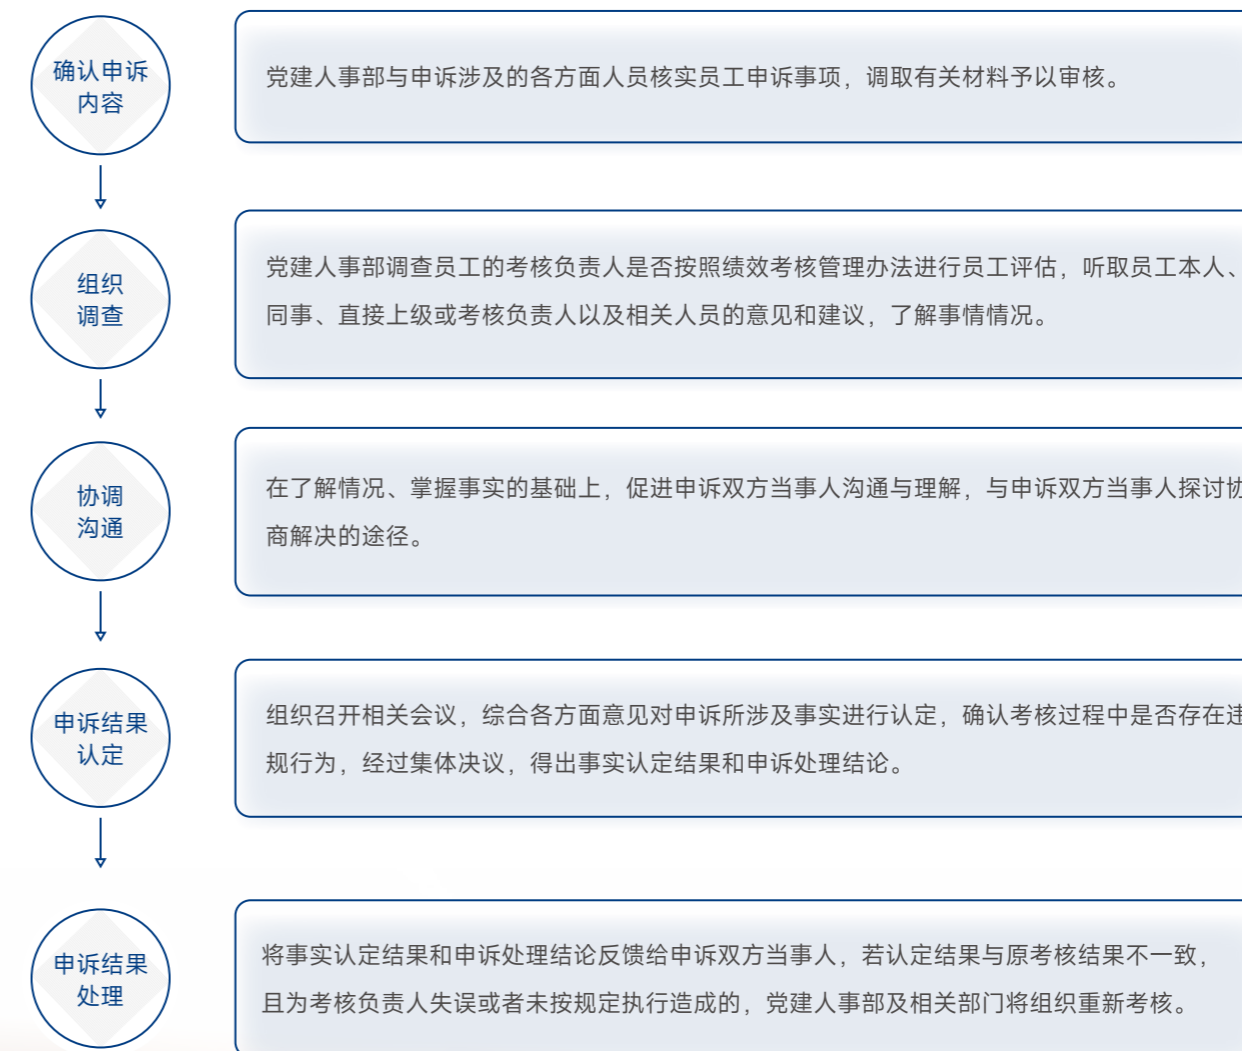 确认申诉
内容
党建人事部与申诉涉及的各方面人员核实员工申诉事项，调取有关材料予以审核。
组织
调查
党建人事部调查员工的考核负责人是否按照绩效考核管理办法进行员工评估，听取员工本人、
同事、直接上级或考核负责人以及相关人员的意见和建议，了解事情情况。
协调
沟通
在了解情况、掌握事实的基础上，促进申诉双方当事人沟通与理解，与申诉双方当事人探讨协
商解决的途径。
申诉结果
认定
组织召开相关会议，综合各方面意见对申诉所涉及事实进行认定，确认考核过程中是否存在违
规行为，经过集体决议，得出事实认定结果和申诉处理结论。
申诉结果
处理
将事实认定结果和申诉处理结论反馈给申诉双方当事人，若认定结果与原考核结果不一致，
且为考核负责人失误或者未按规定执行造成的，党建人事部及相关部门将组织重新考核。